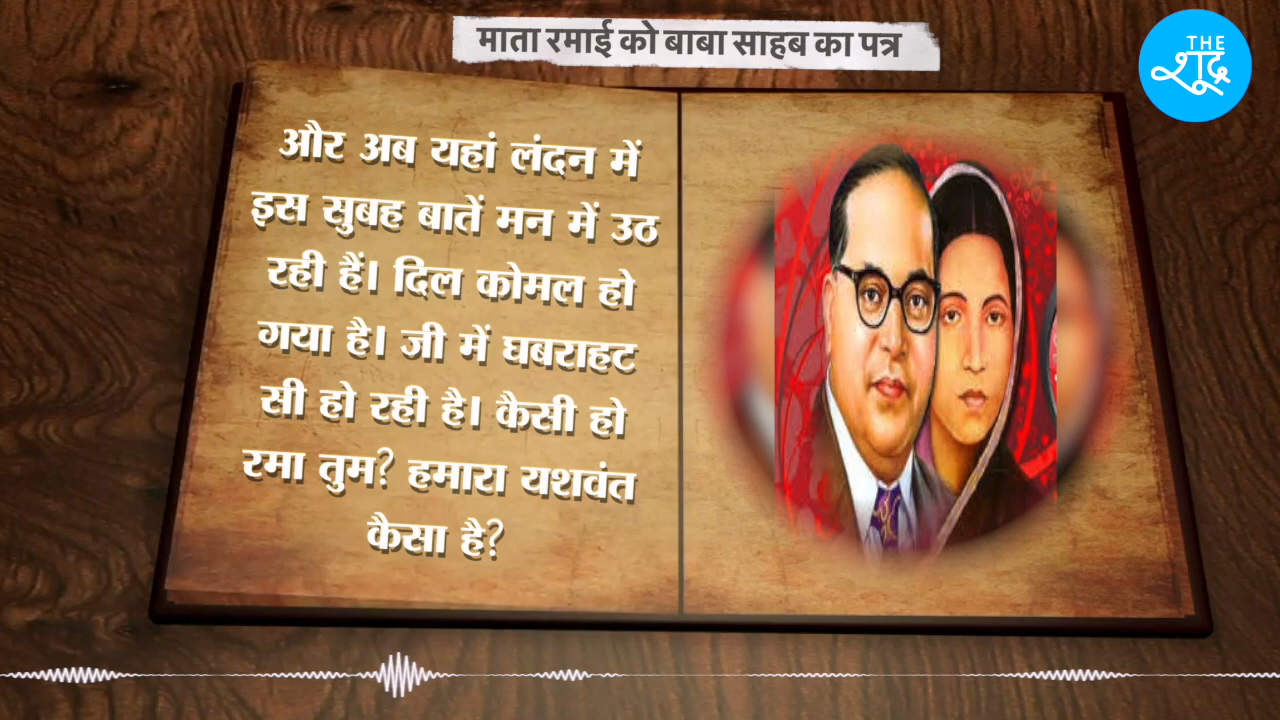 माता रमाई को बाबा साहब का पत्र
THE
शूद्र
और अब यहां लंदन में
इस सुबह बातें मन में उठ
रही हैं। दिल कोमल हो
गया है। जी में घबराहट
सी हो रही है। कैसी हो
रमा तुम? हमारा यशवंत
कैसा है?